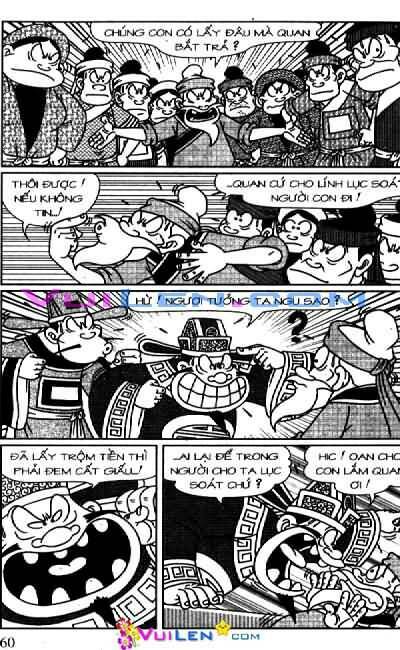 CHÚNG CON CÓ LẤY ĐÂU MÀ QUAN
BẮT TRẢ ?
THÔI ĐƯỢC !
NẾU KHÔNG
TIN...!
...QUAN CỨ CHO LÍNH LỤC SOÁT
NGƯỜI CON ĐI !
HỪ ! NGƯƠI TƯỞNG TA NGU SAO ?
?
ĐÃ LẤY TRỘM TIỀN THÌ
PHẢI ĐEM CẤT GIẤU...!
...AI LẠI ĐỂ TRONG
NGƯỜI CHO TA LỤC
SOÁT CHỨ ?
HIC ! OAN CHO
CON LẮM QUAN
ƠI !
60
VUILEN.com